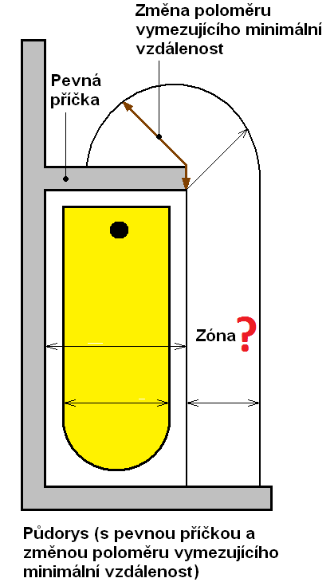 Změna poloměru
vymezujícího minimální
vzdálenost
Pevná
příčka
Zóna?
Půdorys (s pevnou příčkou a
změnou poloměru vymezujícího
minimální vzdálenost)